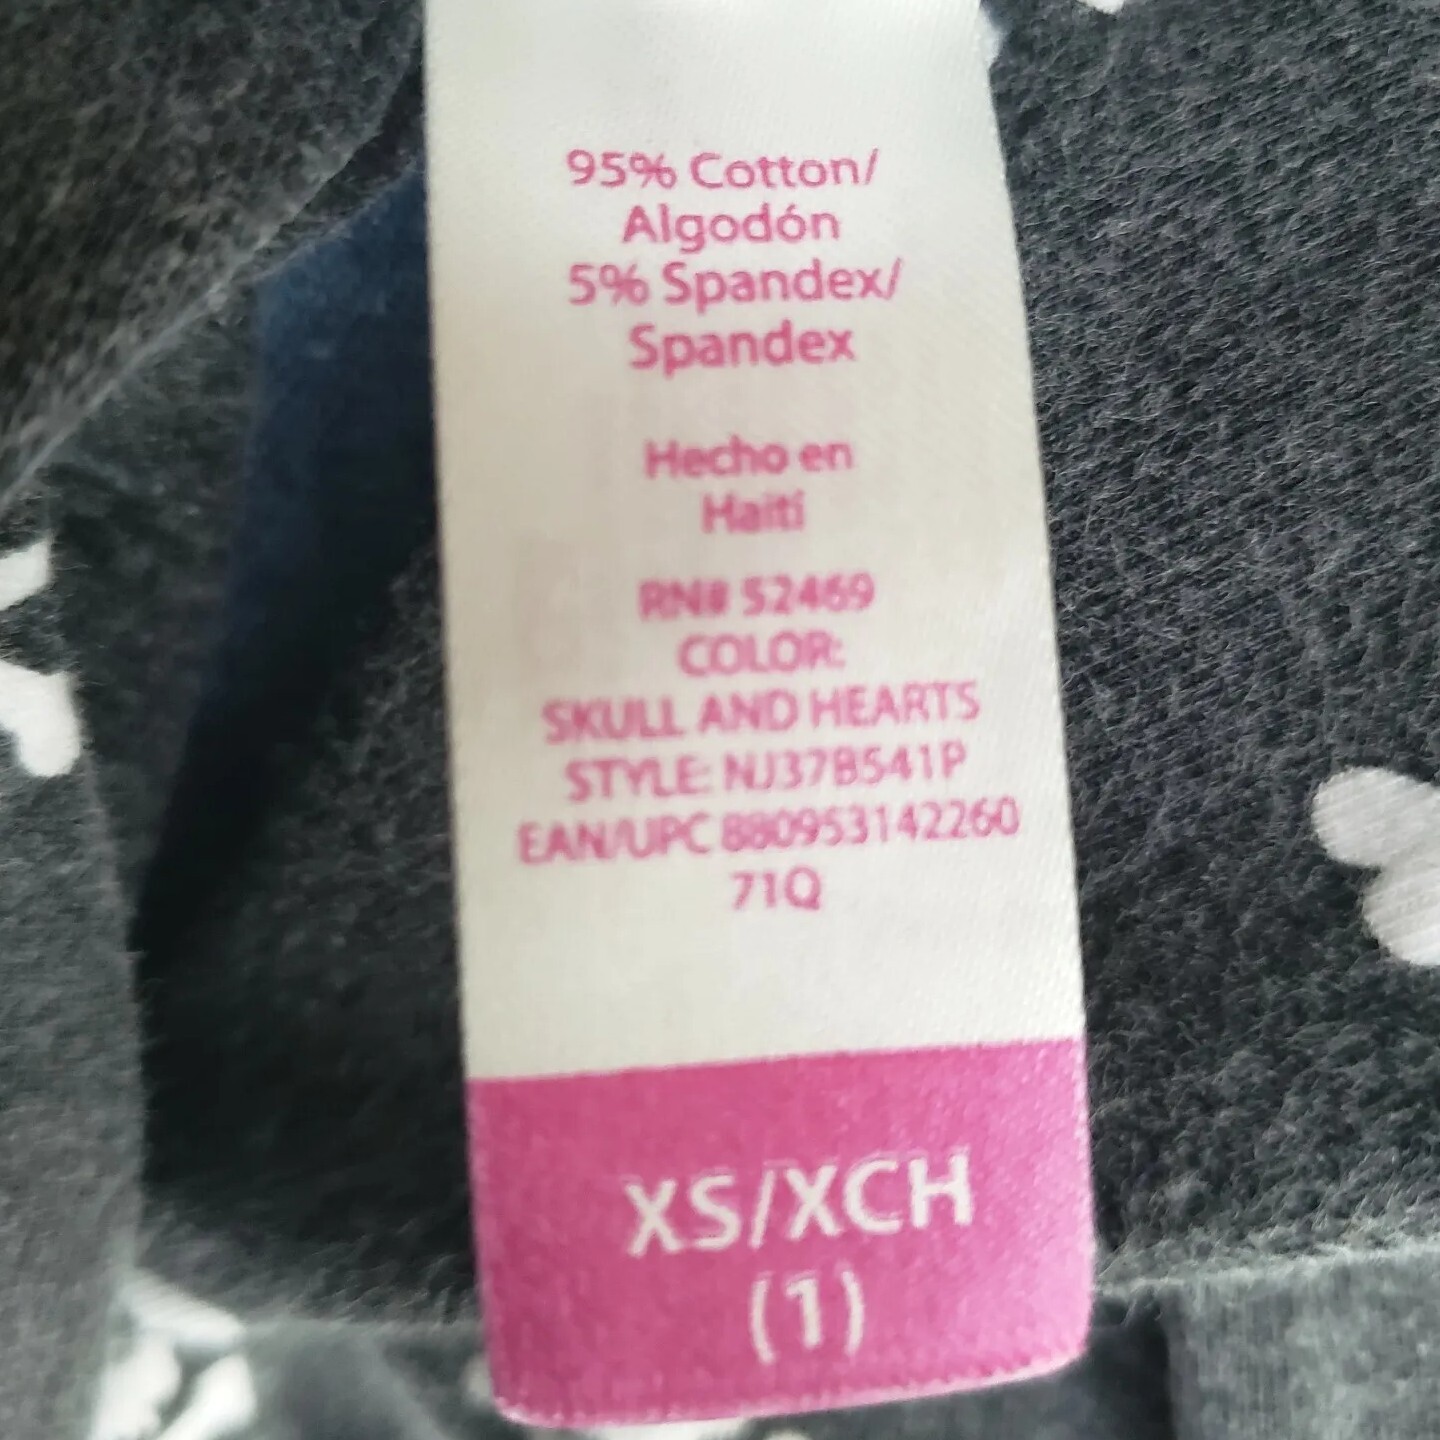 95% Cotton/
Algodón
5% Spandex/
Spandex
Hecho en
Haití
RN# 52469
COLOR:
SKULL AND HEARTS
STYLE: NJ37B541P
EAN/UPC 880953142260
71Q
XS/XCH
(1)